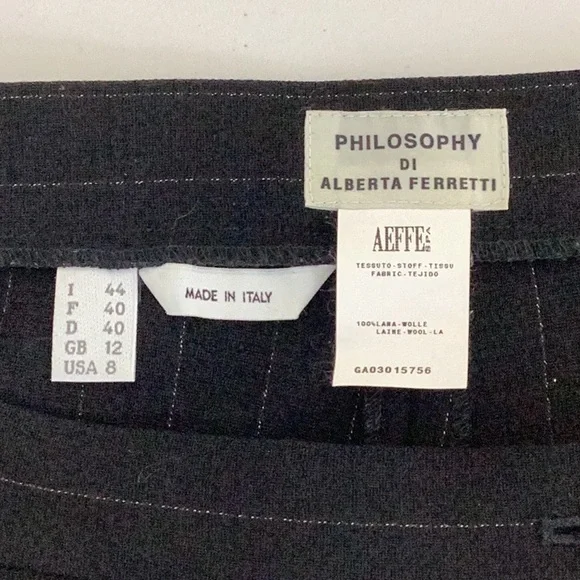 PHILOSOPHY
DI
ALBERTA FERRETTI
AEFFE SPA
TESSUTO-STOFF-TISSU
FABRIC-TEJIDO
100%LANA-WOLLE
LAINE-WOOL-LA
GA03015756
MADE IN ITALY
I 44
F 40
D 40
GB 12
USA 8